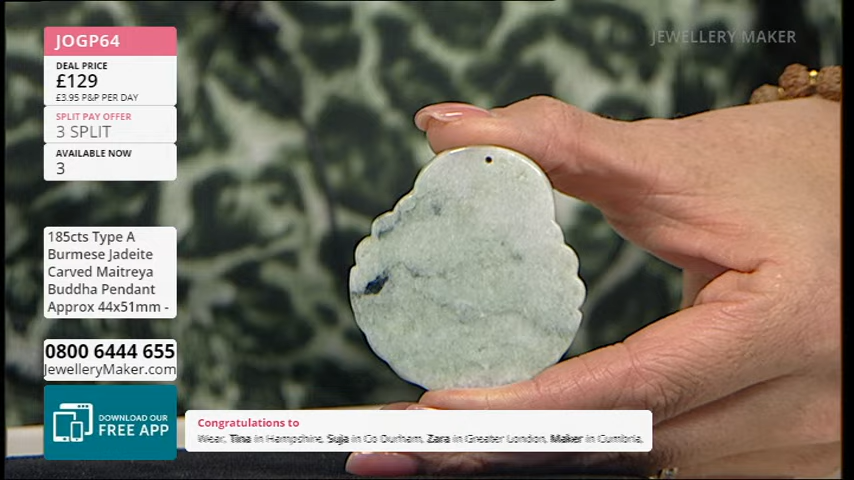 JOGP64
DEAL PRICE
£129
£3.95 P&P PER DAY
SPLIT PAY OFFER
3 SPLIT
AVAILABLE NOW
3
185cts Type A
Burmese Jadeite
Carved Maitreya
Buddha Pendant
Approx 44x51mm -
0800 6444 655
JewelleryMaker.com
DOWNLOAD OUR
FREE APP
JEWELLERY MAKER
Congratulations to
Wear, Tina in Hampshire, Suja in Co Durham, Zara in Greater London, Maker in Cumbria,